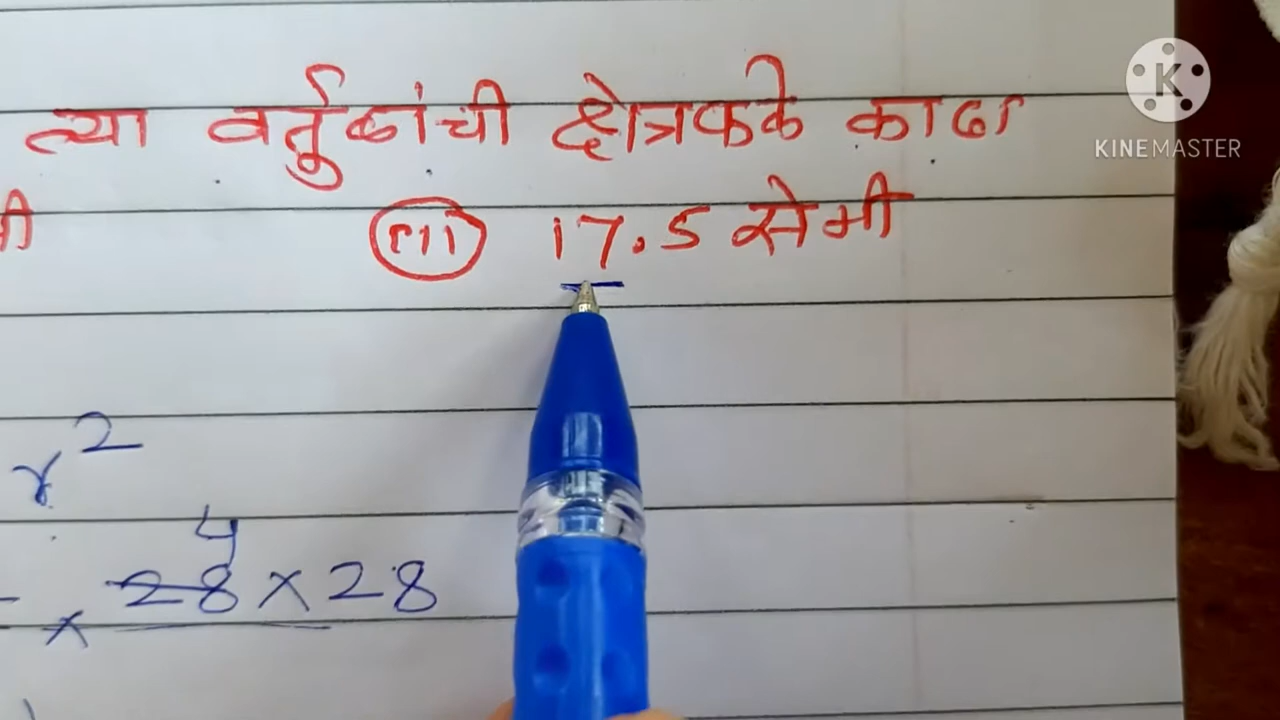 त्या वर्तुळांची क्षेत्रफळे काढा
मी
(iii) 17.5 सेमी
r²
4
× 28 × 28
KINEMASTER